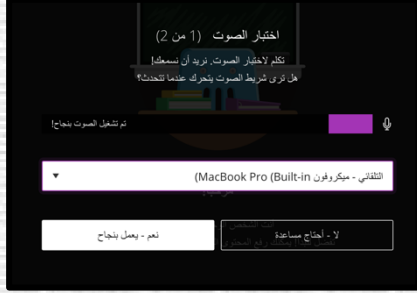 اختبار الصوت (1 من 2)
تكلم لاختبار الصوت. نريد أن نسمعك!
هل ترى شريط الصوت يتحرك عندما تتحدث؟
تم تشغيل الصوت بنجاح!
التلقائي - ميكروفون MacBook Pro (Built-in)
لا - أحتاج مساعدة
نعم - يعمل بنجاح